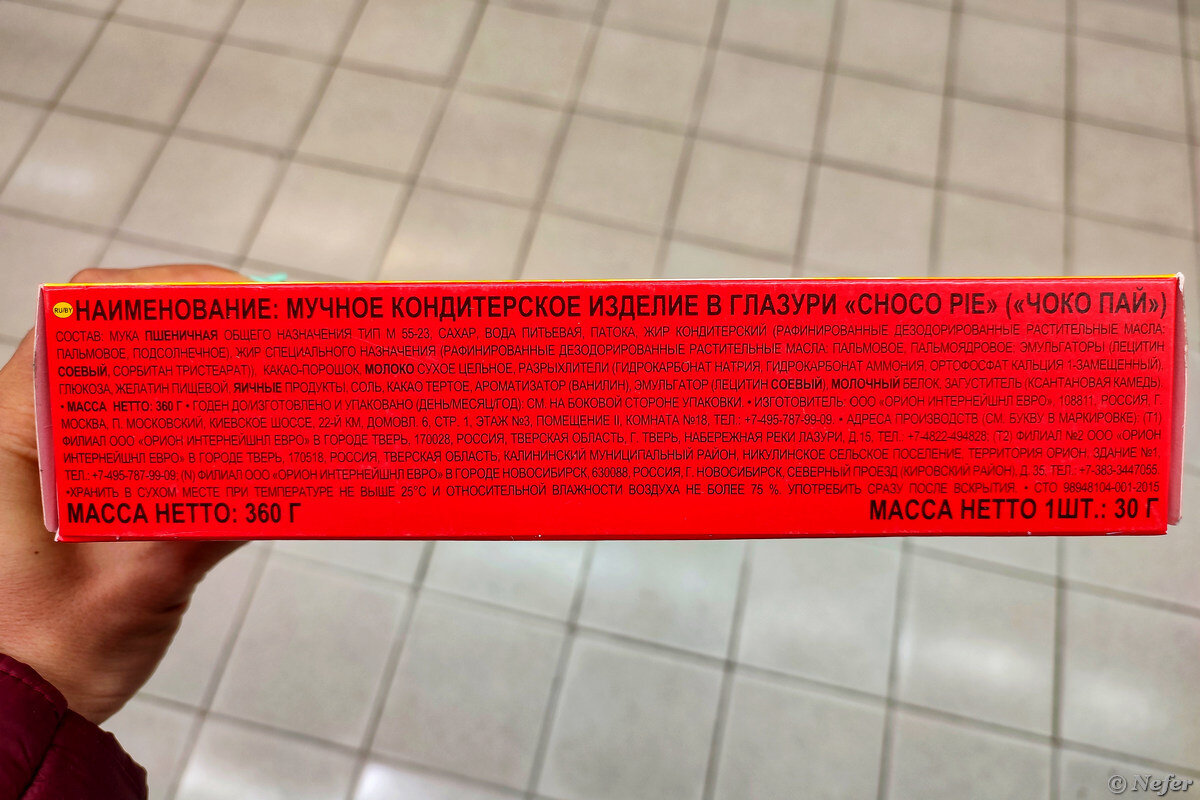 RU/BY НАИМЕНОВАНИЕ: МУЧНОЕ КОНДИТЕРСКОЕ ИЗДЕЛИЕ В ГЛАЗУРИ «CHOCO PIE» («ЧОКО ПАЙ»)
СОСТАВ: МУКА ПШЕНИЧНАЯ ОБЩЕГО НАЗНАЧЕНИЯ ТИП М 55-23, САХАР, ВОДА ПИТЬЕВАЯ, ПАТОКА, ЖИР КОНДИТЕРСКИЙ (РАФИНИРОВАННЫЕ ДЕЗОДОРИРОВАННЫЕ РАСТИТЕЛЬНЫЕ МАСЛА:
ПАЛЬМОВОЕ, ПОДСОЛНЕЧНОЕ), ЖИР СПЕЦИАЛЬНОГО НАЗНАЧЕНИЯ (РАФИНИРОВАННЫЕ ДЕЗОДОРИРОВАННЫЕ РАСТИТЕЛЬНЫЕ МАСЛА: ПАЛЬМОВОЕ, ПАЛЬМОЯДРОВОЕ; ЭМУЛЬГАТОРЫ (ЛЕЦИТИН
СОЕВЫЙ, СОРБИТАН ТРИСТЕАРАТ)), КАКАО-ПОРОШОК, МОЛОКО СУХОЕ ЦЕЛЬНОЕ, РАЗРЫХЛИТЕЛИ (ГИДРОКАРБОНАТ НАТРИЯ, ГИДРОКАРБОНАТ АММОНИЯ, ОРТОФОСФАТ КАЛЬЦИЯ 1-ЗАМЕЩЕННЫЙ),
ГЛЮКОЗА, ЖЕЛАТИН ПИЩЕВОЙ, ЯИЧНЫЕ ПРОДУКТЫ, СОЛЬ, КАКАО ТЕРТОЕ, АРОМАТИЗАТОР (ВАНИЛИН), ЭМУЛЬГАТОР (ЛЕЦИТИН СОЕВЫЙ), МОЛОЧНЫЙ БЕЛОК, ЗАГУСТИТЕЛЬ (КСАНТАНОВАЯ КАМЕДЬ).
• МАССА НЕТТО: 360 Г • ГОДЕН ДО/ИЗГОТОВЛЕНО И УПАКОВАНО (ДЕНЬ/МЕСЯЦ/ГОД): СМ. НА БОКОВОЙ СТОРОНЕ УПАКОВКИ. • ИЗГОТОВИТЕЛЬ: ООО «ОРИОН ИНТЕРНЕЙШНЛ ЕВРО», 108811, РОССИЯ, Г.
МОСКВА, П. МОСКОВСКИЙ, КИЕВСКОЕ ШОССЕ, 22-Й КМ, ДОМОВЛ. 6, СТР. 1, ЭТАЖ №3, ПОМЕЩЕНИЕ II, КОМНАТА №18, ТЕЛ.: +7-495-787-99-09. • АДРЕСА ПРОИЗВОДСТВ (СМ. БУКВУ В МАРКИРОВКЕ): (Т1)
ФИЛИАЛ ООО «ОРИОН ИНТЕРНЕЙШНЛ ЕВРО» В ГОРОДЕ ТВЕРЬ, 170028, РОССИЯ, ТВЕРСКАЯ ОБЛАСТЬ, Г. ТВЕРЬ, НАБЕРЕЖНАЯ РЕКИ ЛАЗУРИ, Д.15, ТЕЛ.: +7-4822-494828; (Т2) ФИЛИАЛ №2 ООО «ОРИОН
ИНТЕРНЕЙШНЛ ЕВРО» В ГОРОДЕ ТВЕРЬ, 170518, РОССИЯ, ТВЕРСКАЯ ОБЛАСТЬ, КАЛИНИНСКИЙ МУНИЦИПАЛЬНЫЙ РАЙОН, НИКУЛИНСКОЕ СЕЛЬСКОЕ ПОСЕЛЕНИЕ, ТЕРРИТОРИЯ ОРИОН, ЗДАНИЕ №1,
ТЕЛ.: +7-495-787-99-09; (N) ФИЛИАЛ ООО «ОРИОН ИНТЕРНЕЙШНЛ ЕВРО» В ГОРОДЕ НОВОСИБИРСК, 630088, РОССИЯ, Г. НОВОСИБИРСК, СЕВЕРНЫЙ ПРОЕЗД (КИРОВСКИЙ РАЙОН), Д. 35, ТЕЛ.: +7-383-3447055.
•ХРАНИТЬ В СУХОМ МЕСТЕ ПРИ ТЕМПЕРАТУРЕ НЕ ВЫШЕ 25°С И ОТНОСИТЕЛЬНОЙ ВЛАЖНОСТИ ВОЗДУХА НЕ БОЛЕЕ 75 %. УПОТРЕБИТЬ СРАЗУ ПОСЛЕ ВСКРЫТИЯ. • СТО 98948104-061-2015
МАССА НЕТТО: 360 Г МАССА НЕТТО 1ШТ.: 30 Г
© Nefer